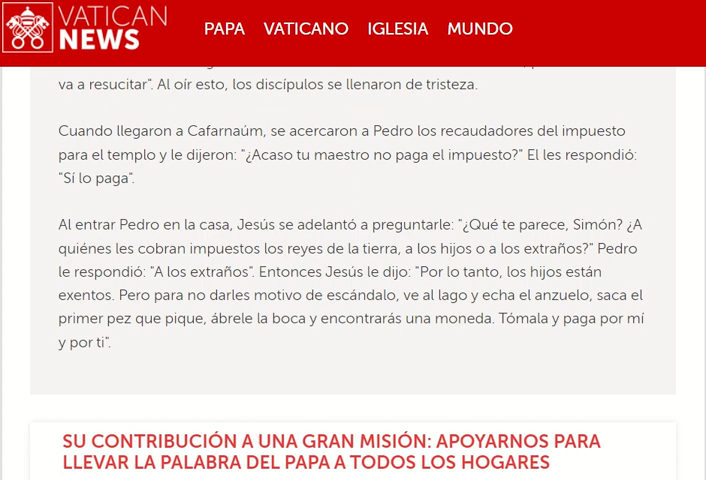 VATICAN
NEWS
PAPA VATICANO IGLESIA MUNDO
va a resucitar". Al oír esto, los discípulos se llenaron de tristeza.
Cuando llegaron a Cafarnaúm, se acercaron a Pedro los recaudadores del impuesto
para el templo y le dijeron: "¿Acaso tu maestro no paga el impuesto?" El les respondió:
"Sí lo paga".
Al entrar Pedro en la casa, Jesús se adelantó a preguntarle: "¿Qué te parece, Simón? ¿A
quiénes les cobran impuestos los reyes de la tierra, a los hijos o a los extraños?" Pedro
le respondió: "A los extraños". Entonces Jesús le dijo: "Por lo tanto, los hijos están
exentos. Pero para no darles motivo de escándalo, ve al lago y echa el anzuelo, saca el
primer pez que pique, ábrele la boca y encontrarás una moneda. Tómala y paga por mí
y por ti".
SU CONTRIBUCIÓN A UNA GRAN MISIÓN: APOYARNOS PARA
LLEVAR LA PALABRA DEL PAPA A TODOS LOS HOGARES